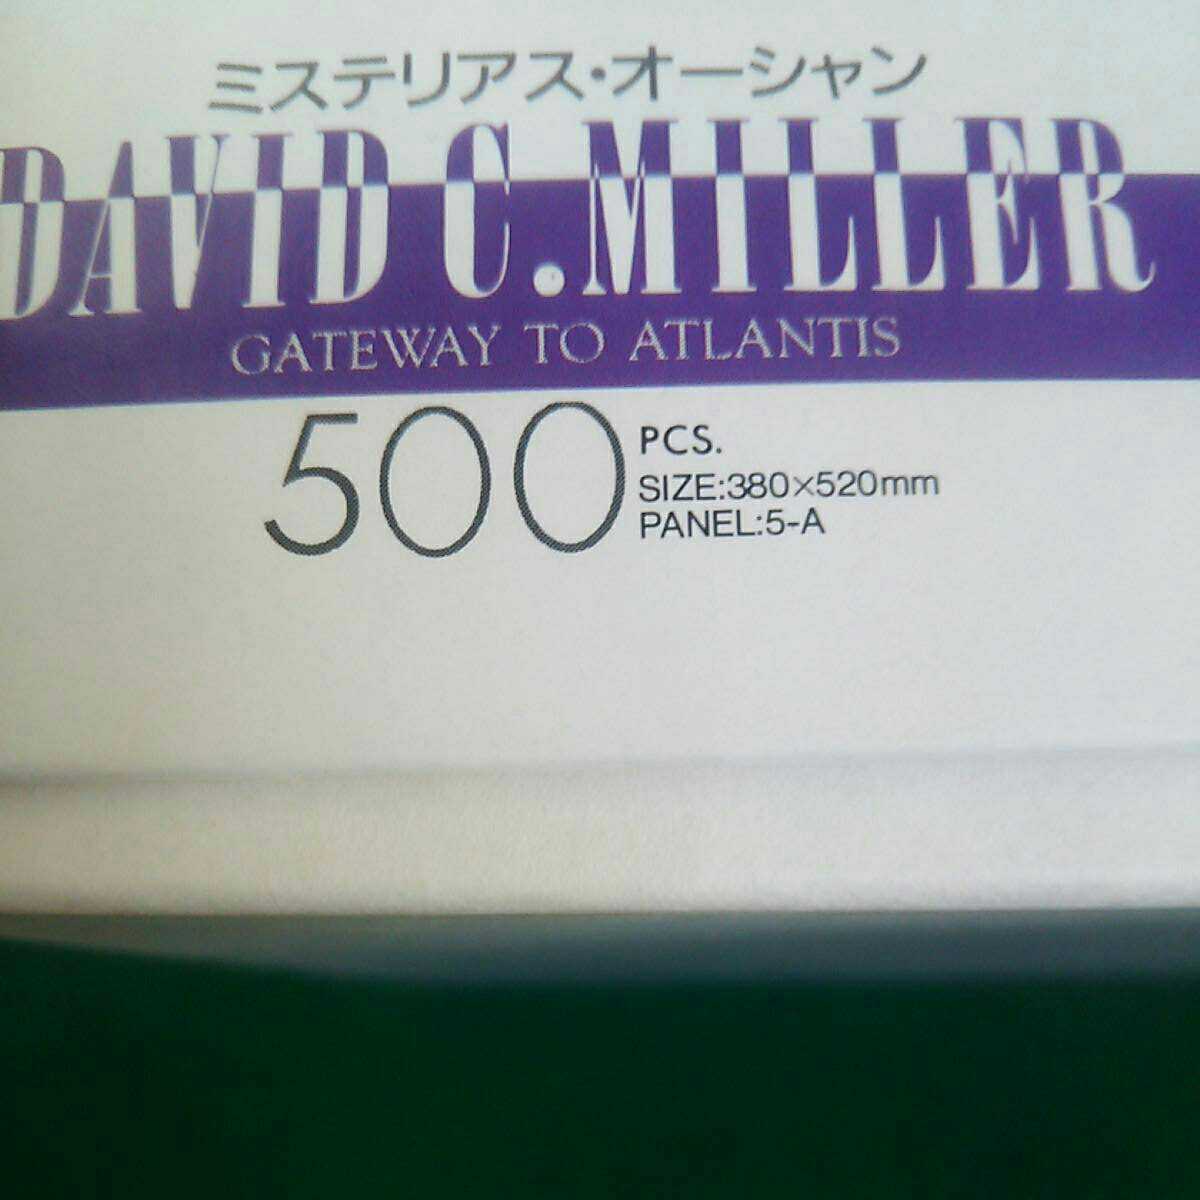 ミステリアス・オーシャン
DAVID C.MILLER
GATEWAY TO ATLANTIS
500 PCS.
SIZE:380×520mm
PANEL:5-A